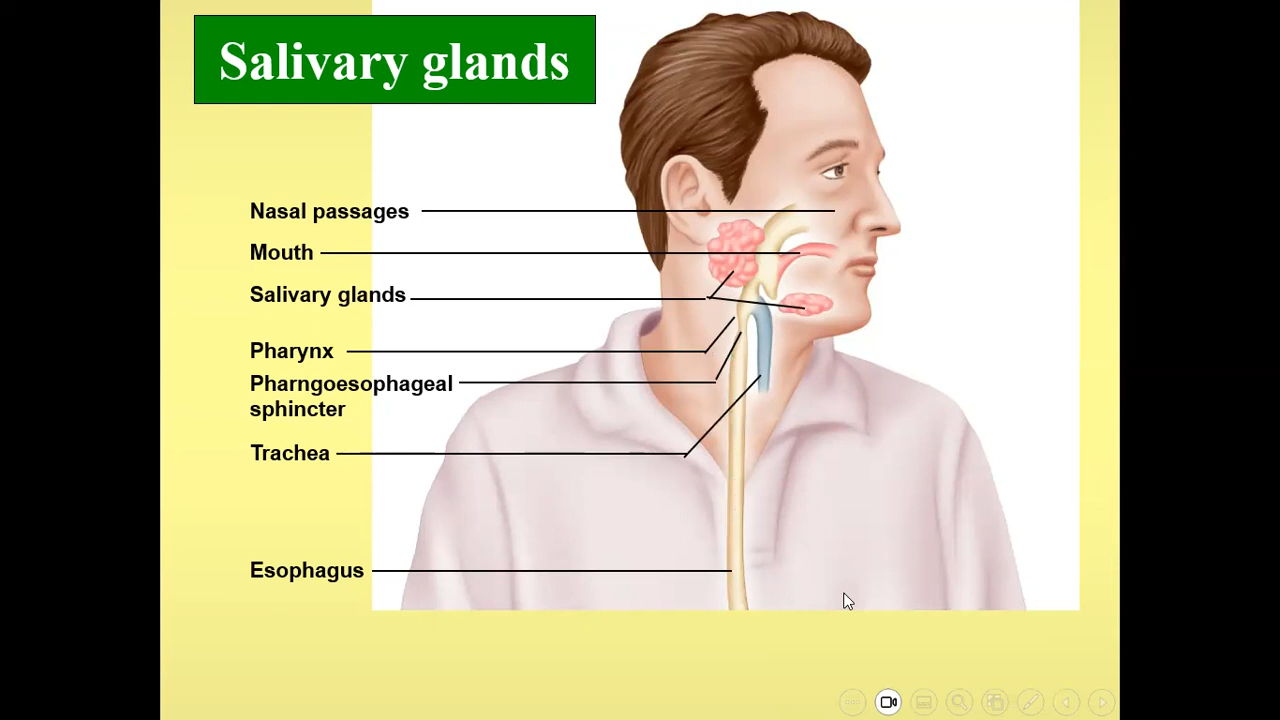 Salivary glands
Nasal passages
Mouth
Salivary glands
Pharynx
Pharngoesophageal
sphincter
Trachea
Esophagus